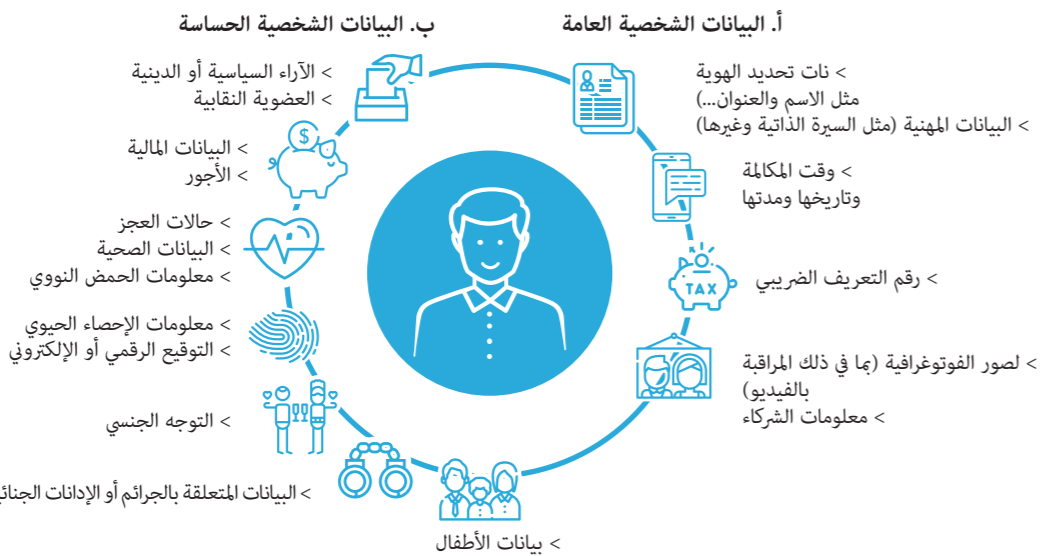 أ. البيانات الشخصية العامة
> نات تحديد الهوية
مثل الاسم والعنوان...)
> البيانات المهنية (مثل السيرة الذاتية وغيرها)
> وقت المكالمة
وتاريخها ومدتها
TAX
> رقم التعريف الضريبي
> لصور الفوتوغرافية (بما في ذلك المراقبة
بالفيديو)
> معلومات الشركاء
ب. البيانات الشخصية الحساسة
> الآراء السياسية أو الدينية
> العضوية النقابية
$
> البيانات المالية
> الأجور
> حالات العجز
> البيانات الصحية
> معلومات الحمض النووي
> معلومات الإحصاء الحيوي
> التوقيع الرقمي أو الإلكتروني
> التوجه الجنسي
> البيانات المتعلقة بالجرائم أو الإدانات
> بيانات الأطفال